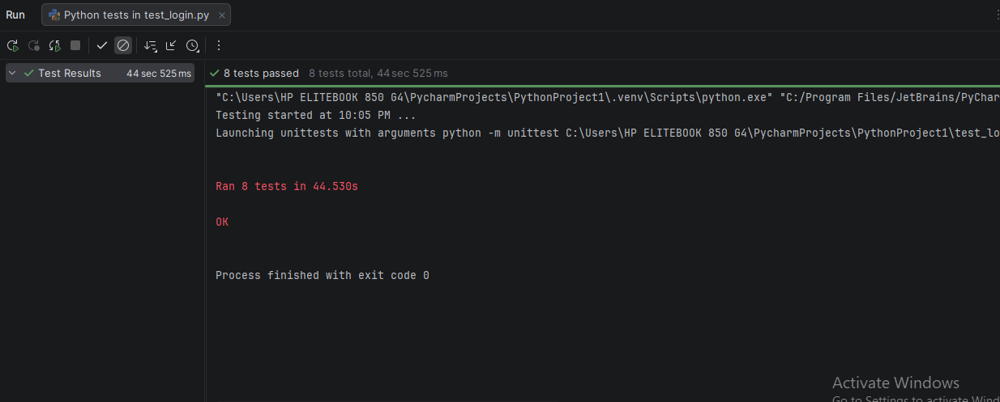 Run
Python tests in test_login.py
Test Results 44 sec 525 ms
8 tests passed 8 tests total, 44 sec 525 ms
"C:\Users\HP ELITEBOOK 850 G4\PycharmProjects\PythonProject1\.venv\Scripts\python.exe" "C:/Program Files/JetBrains/PyChar
Testing started at 10:05 PM ...
Launching unittests with arguments python -m unittest C:\Users\HP ELITEBOOK 850 G4\PycharmProjects\PythonProject1\test_lo
Ran 8 tests in 44.530s
OK
Process finished with exit code 0
Activate Windows
Go to Settings to activate Wind